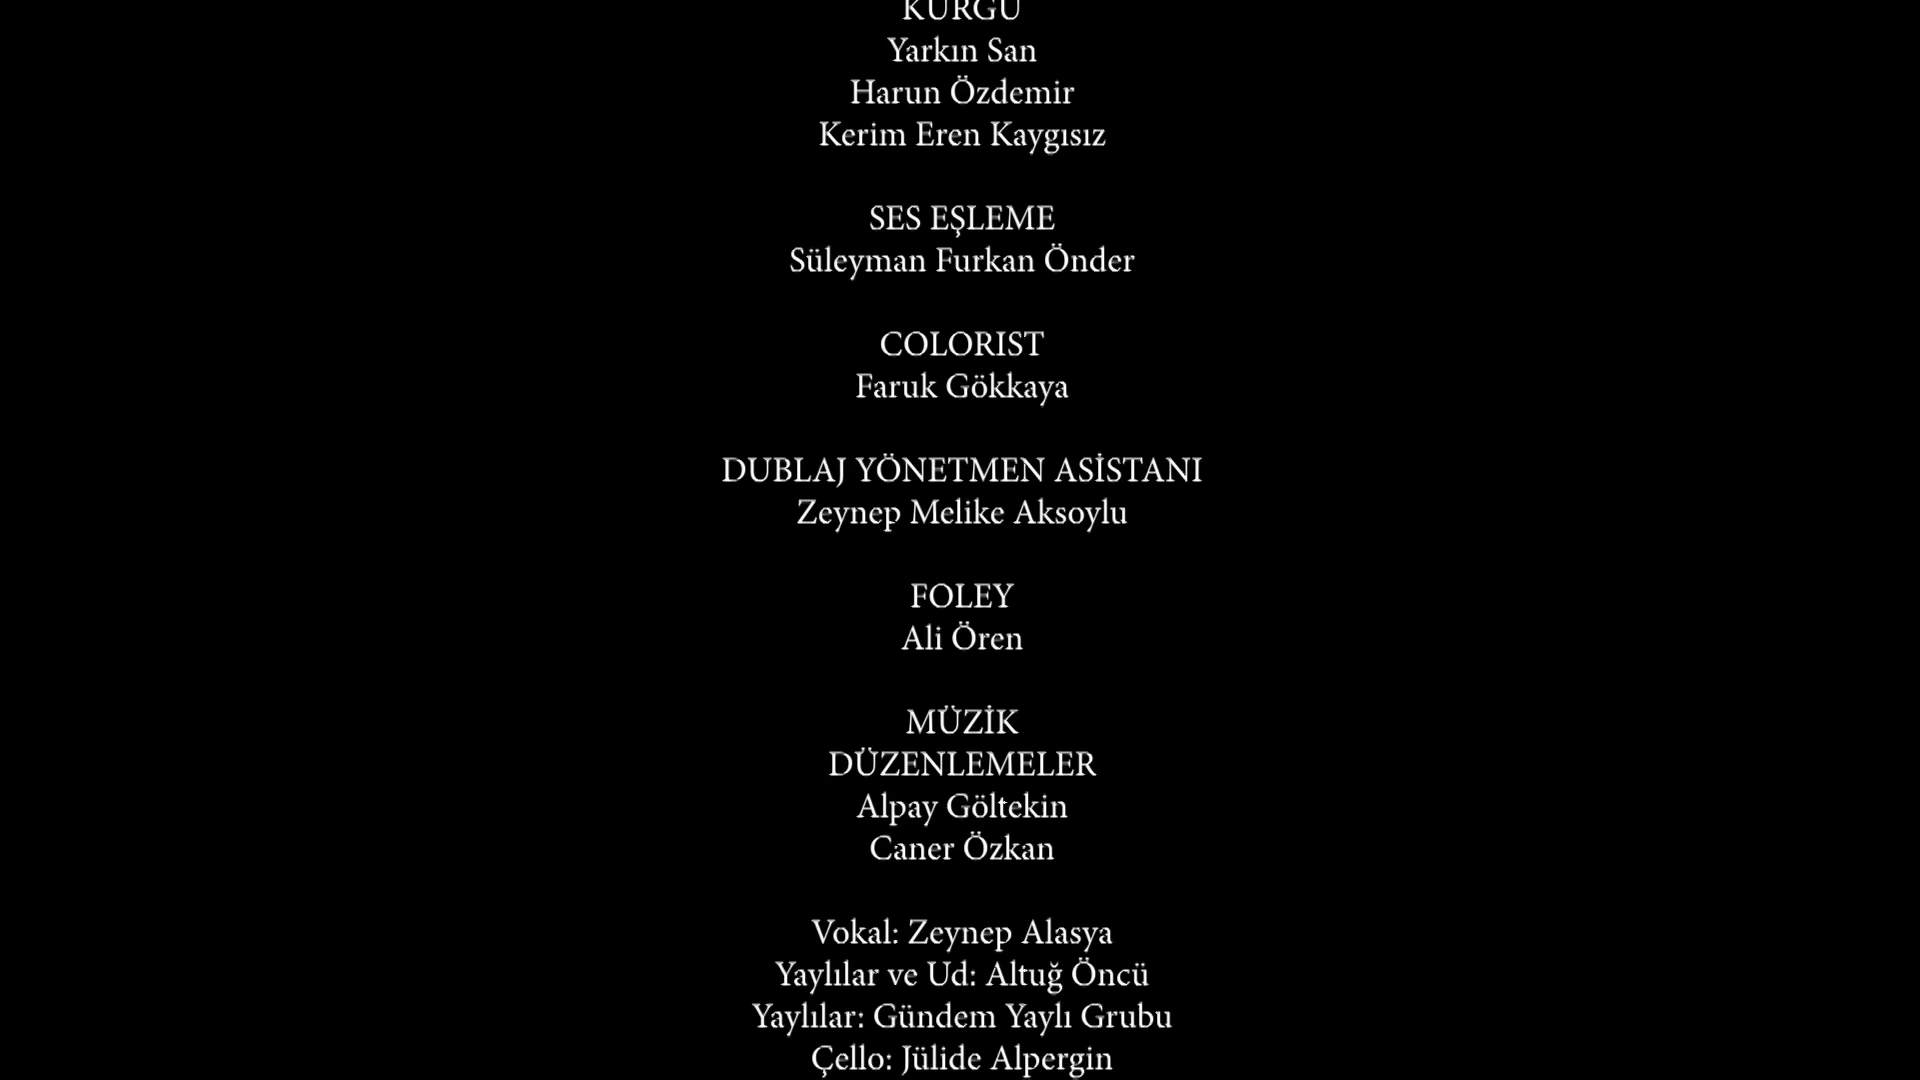 KURGU
Yarkın San
Harun Özdemir
Kerim Eren Kaygısız
SES EŞLEME
Süleyman Furkan Önder
COLORIST
Faruk Gökkaya
DUBLAJ YÖNETMEN ASİSTANI
Zeynep Melike Aksoylu
FOLEY
Ali Ören
MÜZİK
DÜZENLEMELER
Alpay Göltekin
Caner Özkan
Vokal: Zeynep Alasya
Yaylılar ve Ud: Altuğ Öncü
Yaylılar: Gündem Yaylı Grubu
Çello: Jülide Alpergin